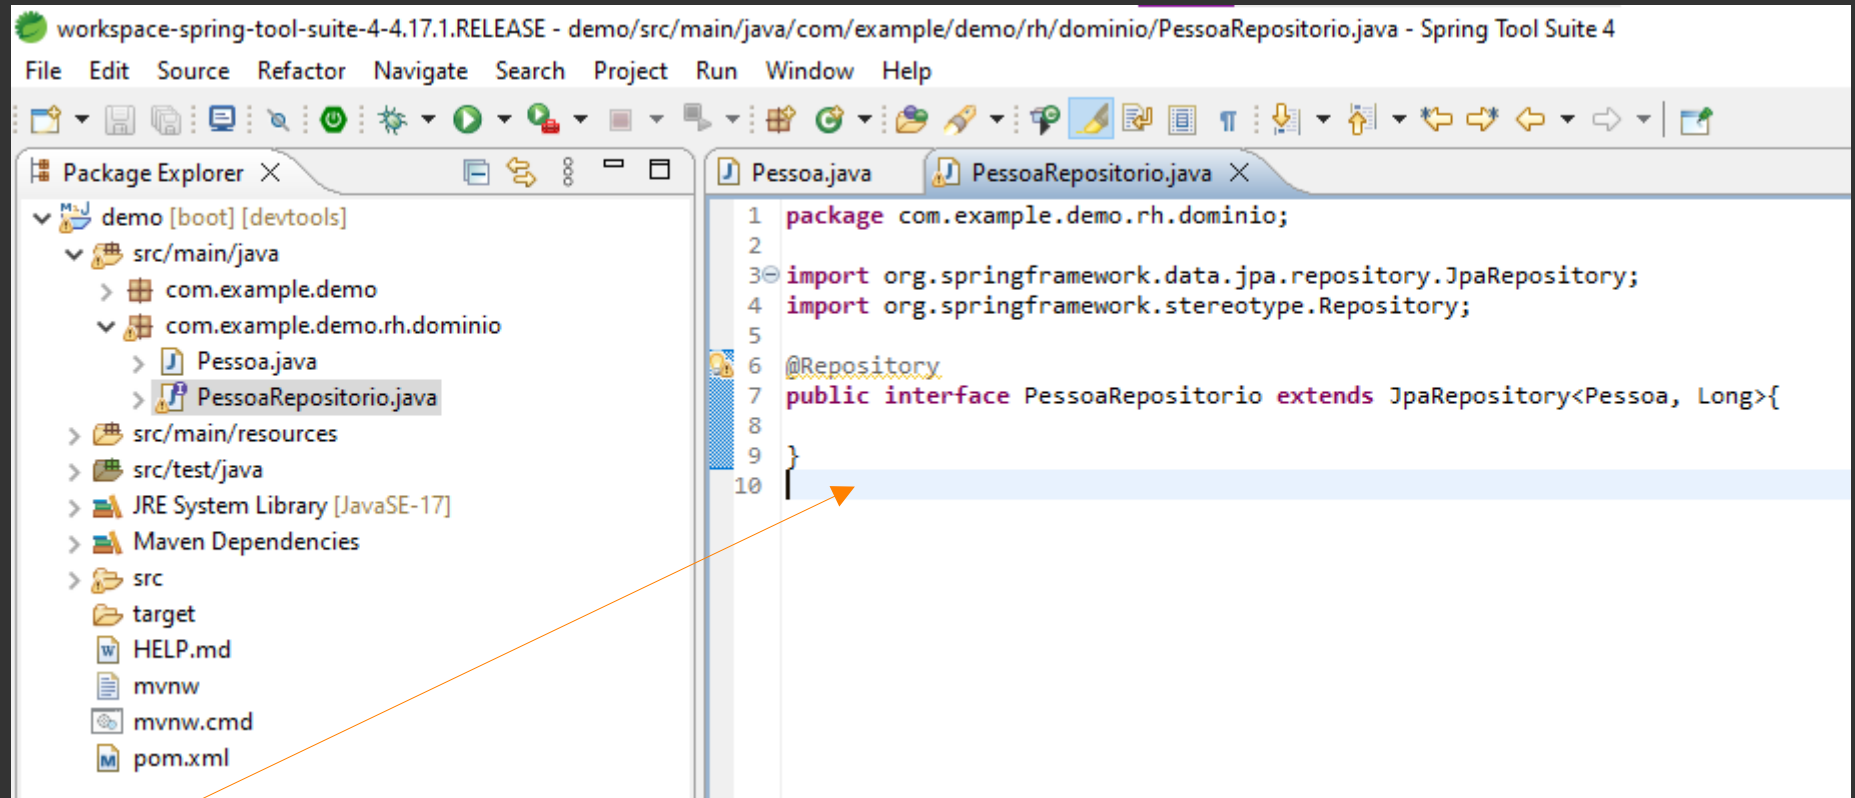 workspace-spring-tool-suite-4-4.17.1.RELEASE - demo/src/main/java/com/example/demo/rh/dominio/PessoaRepositorio.java - Spring Tool Suite 4
File Edit Source Refactor Navigate Search Project Run Window Help
Package Explorer
demo [boot] [devtools]
src/main/java
com.example.demo
com.example.demo.rh.dominio
Pessoa.java
PessoaRepositorio.java
src/main/resources
src/test/java
JRE System Library [JavaSE-17]
Maven Dependencies
src
target
HELP.md
mvnw
mvnw.cmd
pom.xml
Pessoa.java PessoaRepositorio.java
1 package com.example.demo.rh.dominio;
2
3 import org.springframework.data.jpa.repository.JpaRepository;
4 import org.springframework.stereotype.Repository;
5
6 @Repository
7 public interface PessoaRepositorio extends JpaRepository<Pessoa, Long>{
8
9 }
10